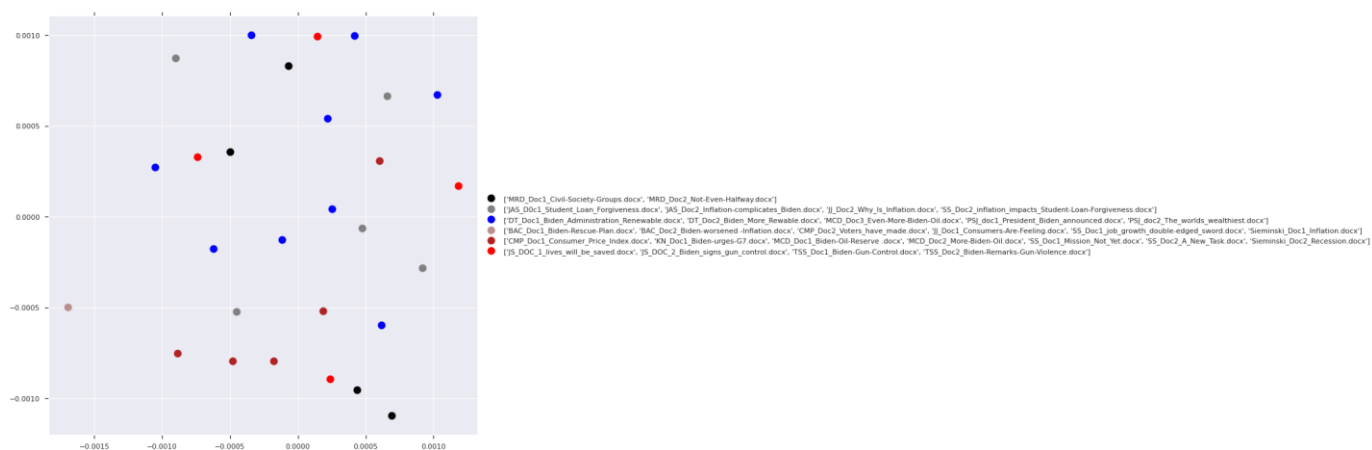 0.0010
0.0005
0.0000
−0.0005
−0.0010
−0.0015 −0.0010 −0.0005 0.0000 0.0005 0.0010
['MRD_Doc1_Civil-Society-Groups.docx', 'MRD_Doc2_Not-Even-Halfway.docx']
['JAS_D0c1_Student_Loan_Forgiveness.docx', 'JAS_Doc2_Inflation-complicates_Biden.docx', 'JJ_Doc2_Why_Is_Inflation.docx', 'SS_Doc2_inflation_impacts_Student-Loan-Forgiveness.docx']
['DT_Doc1_Biden_Administration_Renewable.docx', 'DT_Doc2_Biden_More_Rewable.docx', 'MCD_Doc3_Even-More-Biden-Oil.docx', 'PSJ_doc1_President_Biden_announced.docx', 'PSJ_doc2_The_worlds_wealthiest.docx']
['BAC_Doc1_Biden-Rescue-Plan.docx', 'BAC_Doc2_Biden-worsened -Inflation.docx', 'CMP_Doc2_Voters_have_made.docx', 'JJ_Doc1_Consumers-Are-Feeling.docx', 'SS_Doc1_job_growth_double-edged_sword.docx', 'Sieminski_Doc1_Inflation.docx']
['CMP_Doc1_Consumer_Price_Index.docx', 'KN_Doc1_Biden-urges-G7.docx', 'MCD_Doc1_Biden-Oil-Reserve .docx', 'MCD_Doc2_More-Biden-Oil.docx', 'SS_Doc1_Mission_Not_Yet.docx', 'SS_Doc2_A_New_Task.docx', 'Sieminski_Doc2_Recession.docx']
['JS_DOC_1_lives_will_be_saved.docx', 'JS_DOC_2_Biden_signs_gun_control.docx', 'TSS_Doc1_Biden-Gun-Control.docx', 'TSS_Doc2_Biden-Remarks-Gun-Violence.docx']